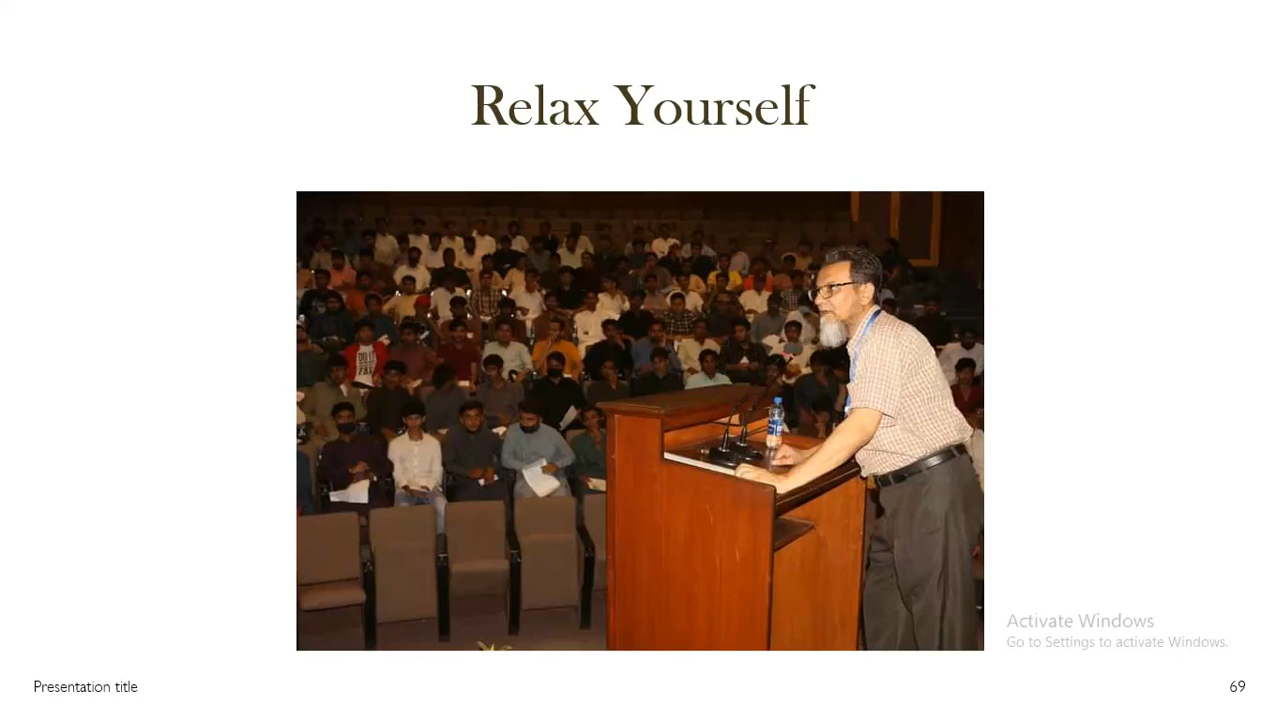 Relax Yourself
Activate Windows
Go to Settings to activate Windows.
Presentation title
69